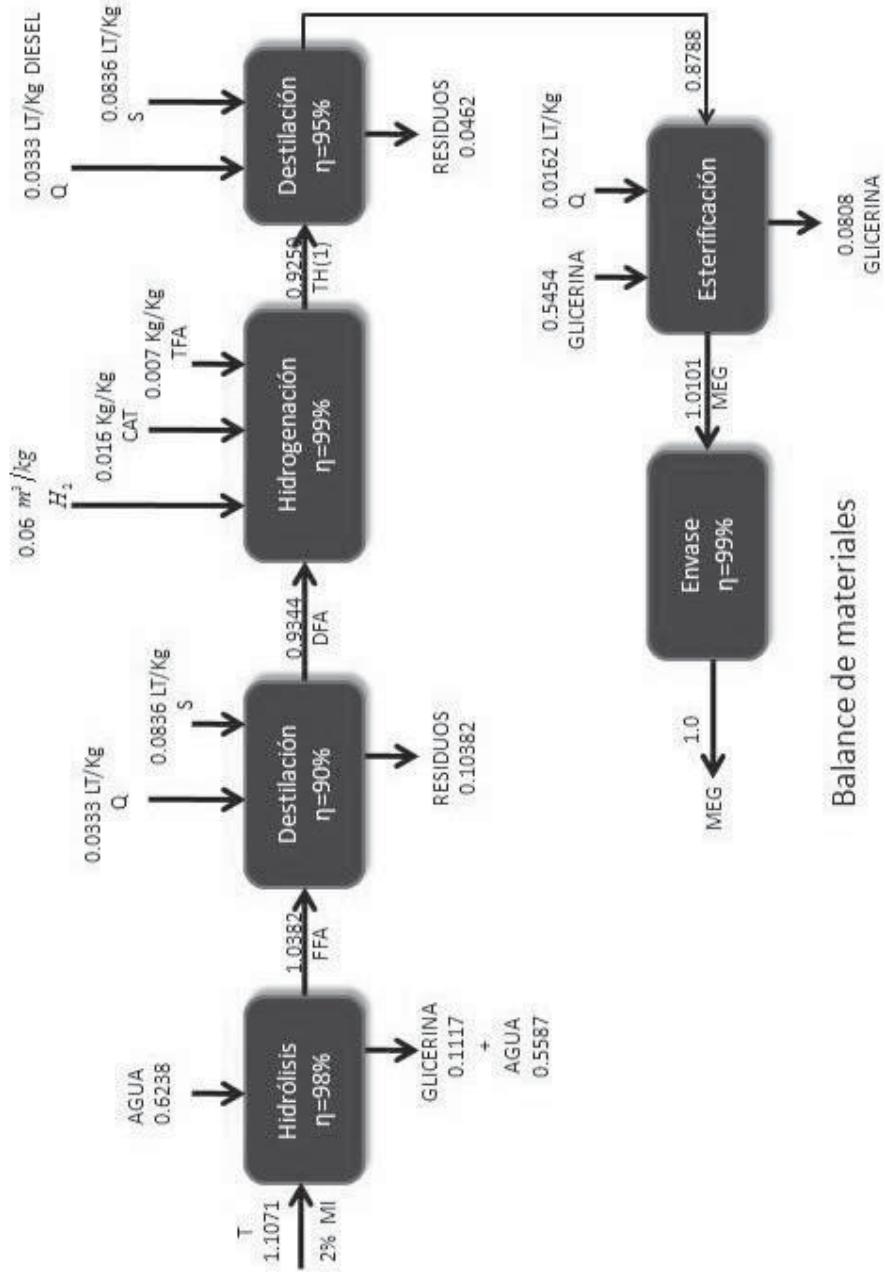 T
1.1071
2% MI
AGUA
0.6238
Hidrólisis
η=98%
GLICERINA
0.1117
+
AGUA
0.5587
1.0382
FFA
0.0333 LT/Kg
Q
0.0836 LT/Kg
S
Destilación
η=90%
RESIDUOS
0.10382
0.9344
DFA
0.06 m³/kg
H₂
0.016 Kg/Kg
CAT
0.007 Kg/Kg
TFA
Hidrogenación
η=99%
0.9250
TH(1)
0.0333 LT/Kg DIESEL
Q
0.0836 LT/Kg
S
Destilación
η=95%
RESIDUOS
0.0462
0.8788
0.5454
GLICERINA
0.0162 LT/Kg
Q
Esterificación
0.0808
GLICERINA
1.0101
MEG
Envase
η=99%
1.0
MEG
Balance de materiales